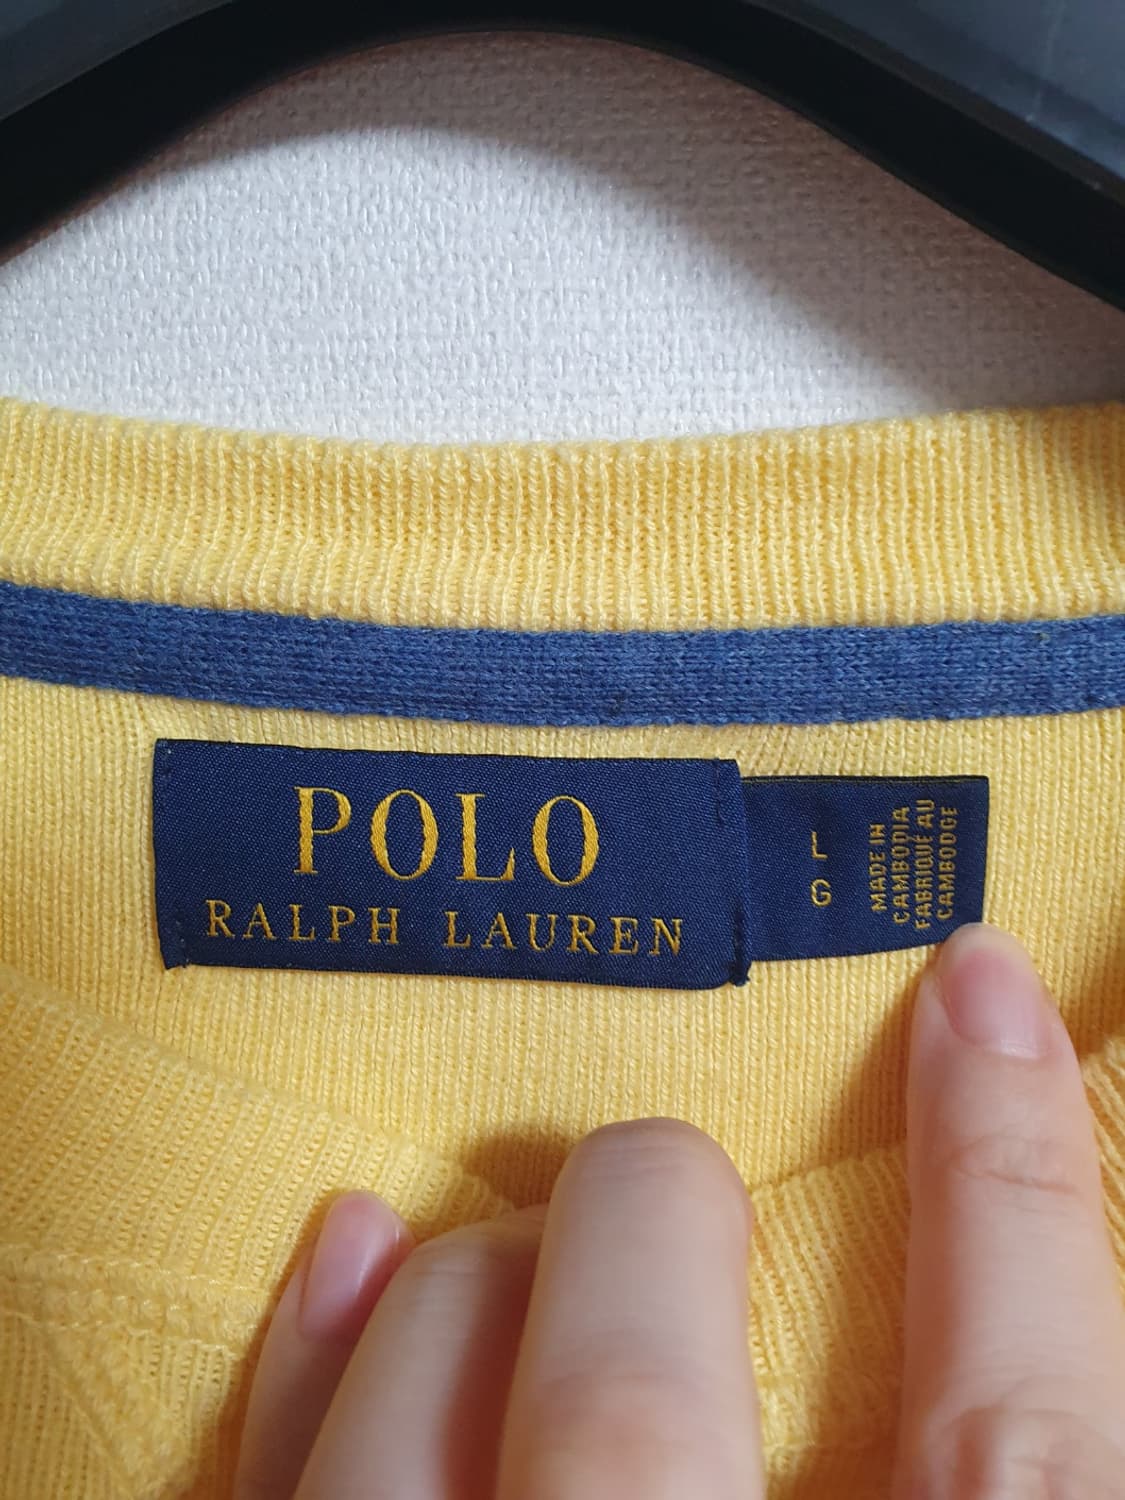 POLO
RALPH LAUREN
L
G
MADE IN
CAMBODIA
FABRIQUÉ AU
CAMBODGE